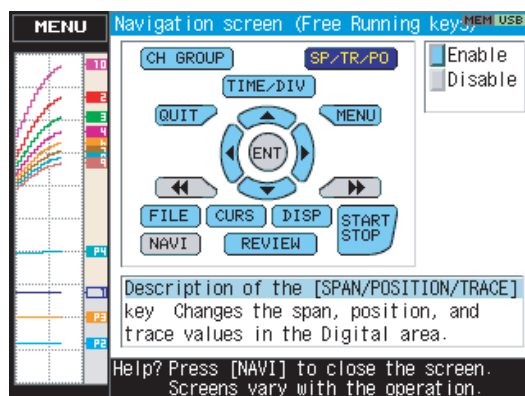 MENU
Navigation screen (Free Running keys)
MEM USB
CH GROUP
SP/TR/PO
Enable
Disable
TIME/DIV
QUIT
MENU
ENT
FILE
CURS
DISP
START
STOP
NAVI
REVIEW
10
2
3
4
P4
P3
P2
Description of the [SPAN/POSITION/TRACE]
key Changes the span, position, and
trace values in the Digital area.
Help? Press [NAVI] to close the screen.
Screens vary with the operation.